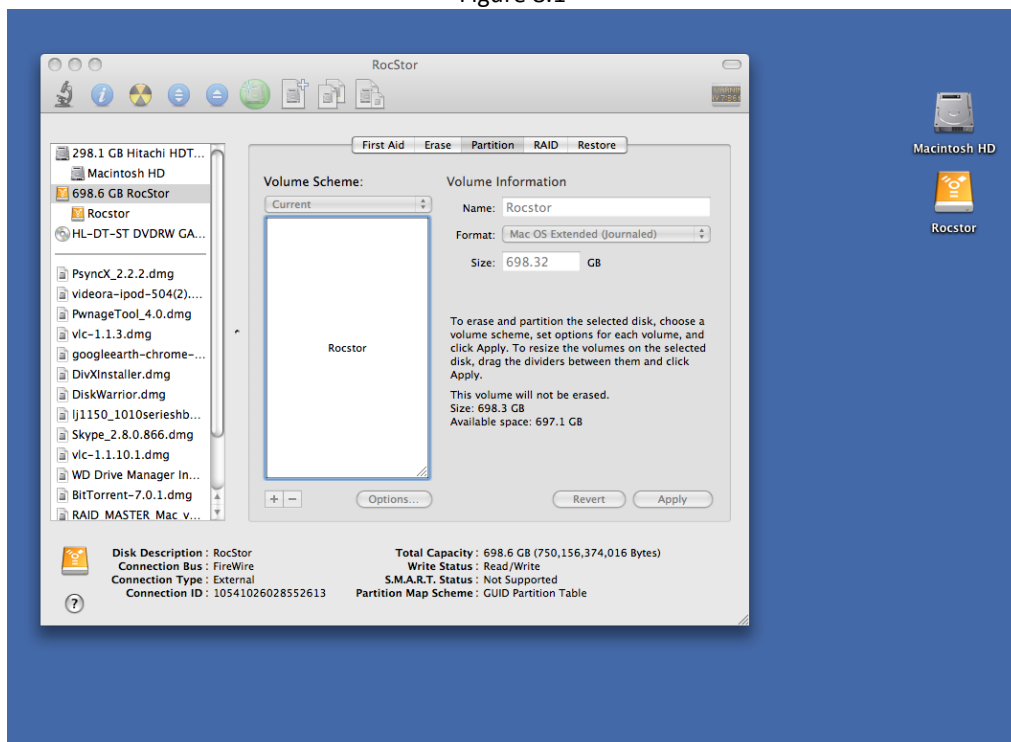 RocStor
298.1 GB Hitachi HDT...
Macintosh HD
698.6 GB RocStor
Rocstor
HL-DT-ST DVDRW GA...
PsyncX_2.2.2.dmg
videora-ipod-504(2)....
PwnageTool_4.0.dmg
vlc-1.1.3.dmg
googleearth-chrome-...
DivXInstaller.dmg
DiskWarrior.dmg
lj1150_1010serieshb...
Skype_2.8.0.866.dmg
vlc-1.1.10.1.dmg
WD Drive Manager In...
BitTorrent-7.0.1.dmg
RAID_MASTER_Mac_v...
First Aid Erase Partition RAID Restore
Volume Scheme:
Current
Rocstor
+ −
Options...
Volume Information
Name: Rocstor
Format: Mac OS Extended (Journaled)
Size: 698.32 GB
To erase and partition the selected disk, choose a
volume scheme, set options for each volume, and
click Apply. To resize the volumes on the selected
disk, drag the dividers between them and click
Apply.
This volume will not be erased.
Size: 698.3 GB
Available space: 697.1 GB
Revert Apply
Disk Description : RocStor
Connection Bus : FireWire
Connection Type : External
Connection ID : 10541026028552613
Total Capacity : 698.6 GB (750,156,374,016 Bytes)
Write Status : Read/Write
S.M.A.R.T. Status : Not Supported
Partition Map Scheme : GUID Partition Table
?
Macintosh HD
Rocstor